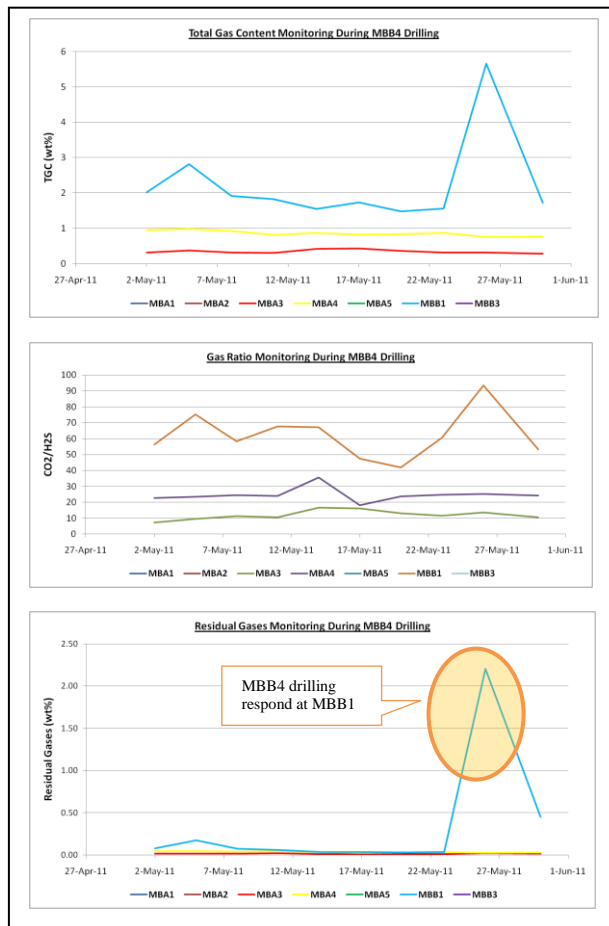 Total Gas Content Monitoring During MBB4 Drilling
6
5
4
3
2
1
0
TGC (wt%)
27-Apr-11 2-May-11 7-May-11 12-May-11 17-May-11 22-May-11 27-May-11 1-Jun-11
MBA1 MBA2 MBA3 MBA4 MBA5 MBB1 MBB3
Gas Ratio Monitoring During MBB4 Drilling
100
90
80
70
60
50
40
30
20
10
0
CO2/H2S
27-Apr-11 2-May-11 7-May-11 12-May-11 17-May-11 22-May-11 27-May-11 1-Jun-11
MBA1 MBA2 MBA3 MBA4 MBA5 MBB1 MBB3
Residual Gases Monitoring During MBB4 Drilling
2.50
2.00
1.50
1.00
0.50
0.00
Residual Gases (wt%)
MBB4 drilling
respond at MBB1
27-Apr-11 2-May-11 7-May-11 12-May-11 17-May-11 22-May-11 27-May-11 1-Jun-11
MBA1 MBA2 MBA3 MBA4 MBA5 MBB1 MBB3